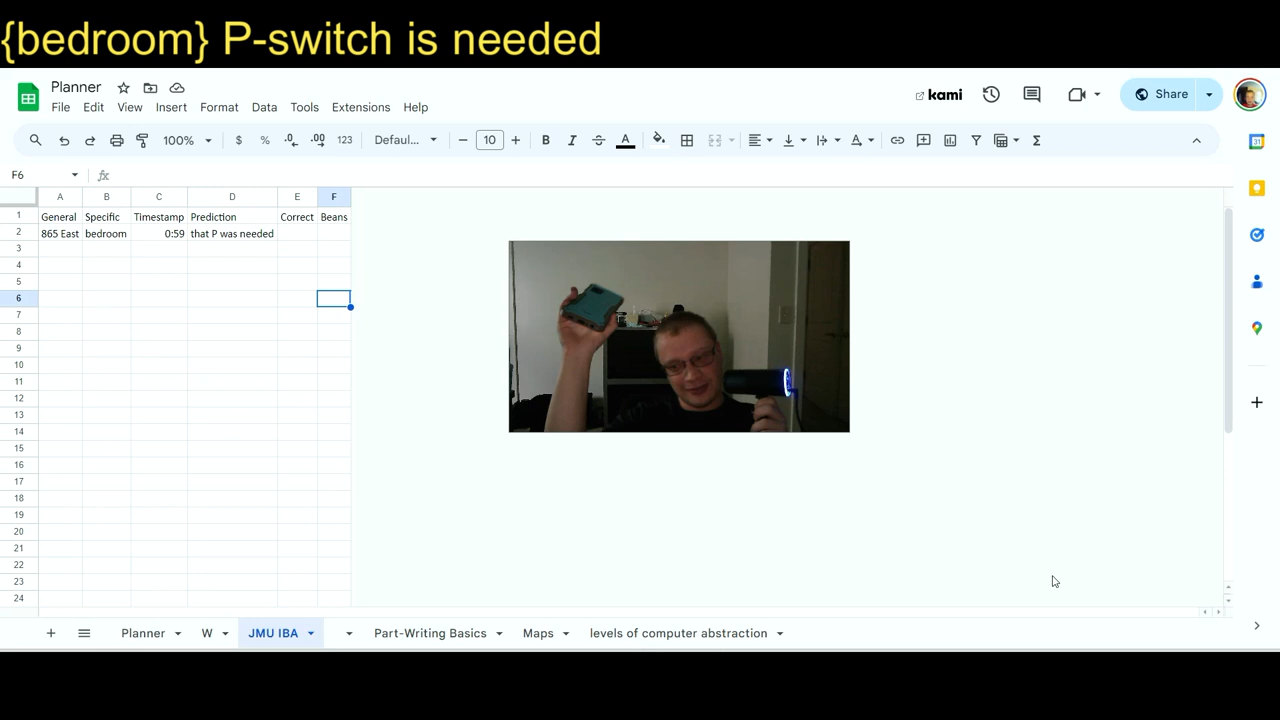 {bedroom} P-switch is needed
Planner
File Edit View Insert Format Data Tools Extensions Help
kami
Share
100% $ % .0 .00 123 Defaul... 10 B I S A
F6 fx
A B C D E F
1 General Specific Timestamp Prediction Correct Beans
2 865 East bedroom 0:59 that P was needed
3
4
5
6
7
8
9
10
11
12
13
14
15
16
17
18
19
20
21
22
23
24
31
Planner W JMU IBA Part-Writing Basics Maps levels of computer abstraction